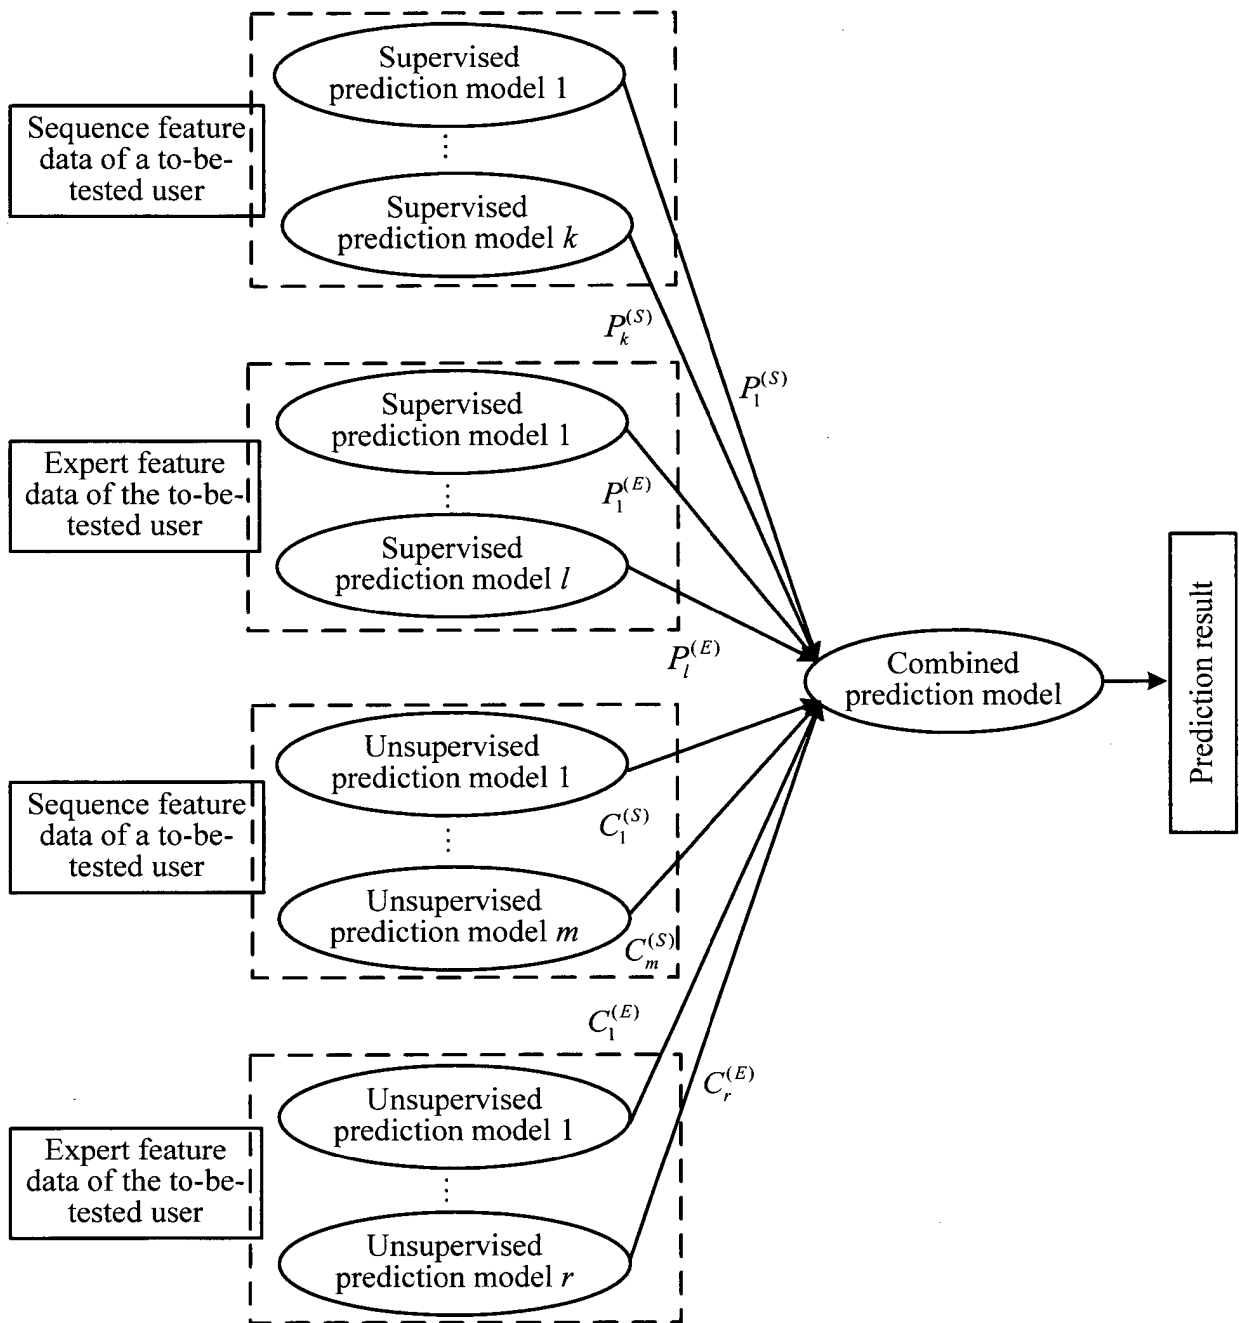 Supervised
prediction model 1
⋮
Sequence feature
data of a to-be-
tested user
Supervised
prediction model k
P_k^(S)
P_1^(S)
Supervised
prediction model 1
⋮
Expert feature
data of the to-be-
tested user
P_1^(E)
Supervised
prediction model l
P_l^(E)
Combined
prediction model
Prediction result
Unsupervised
prediction model 1
⋮
Sequence feature
data of a to-be-
tested user
C_1^(S)
Unsupervised
prediction model m
C_m^(S)
C_1^(E)
C_r^(E)
Unsupervised
prediction model 1
⋮
Expert feature
data of the to-be-
tested user
Unsupervised
prediction model r